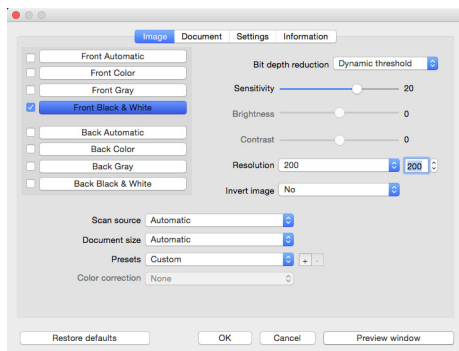 Image Document Settings Information
Front Automatic
Front Color
Front Gray
Front Black & White
Back Automatic
Back Color
Back Gray
Back Black & White
Bit depth reduction Dynamic threshold
Sensitivity 20
Brightness 0
Contrast 0
Resolution 200 200
Invert image No
Scan source Automatic
Document size Automatic
Presets Custom + -
Color correction None
Restore defaults OK Cancel Preview window